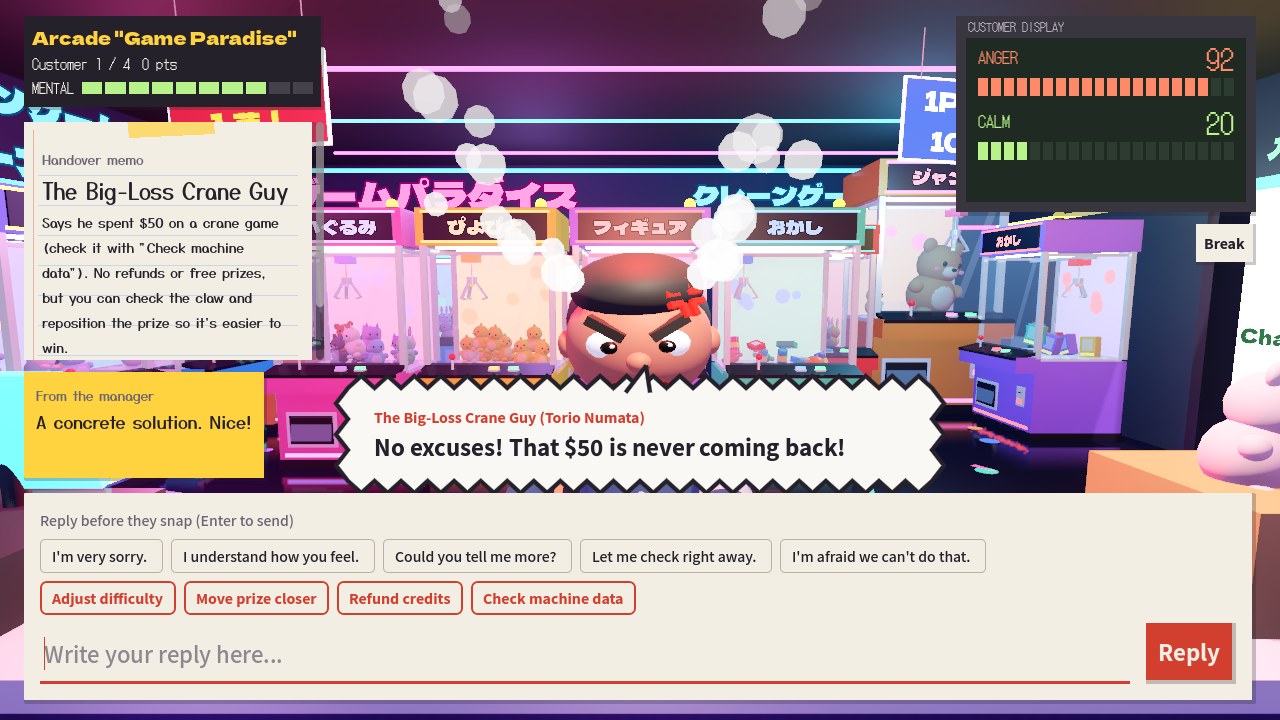 Arcade "Game Paradise"
Customer 1 / 4 0 pts
MENTAL
CUSTOMER DISPLAY
ANGER
92
CALM
20
Break
Handover memo
The Big-Loss Crane Guy
Says he spent $50 on a crane game
(check it with "Check machine
data"). No refunds or free prizes,
but you can check the claw and
reposition the prize so it's easier to
win.
From the manager
A concrete solution. Nice!
ームパラダイス
クレーンゲー
1P
10
ジャン
ぐるみ
フィギュア
おかし
おかし
Cha
The Big-Loss Crane Guy (Torio Numata)
No excuses! That $50 is never coming back!
Reply before they snap (Enter to send)
I'm very sorry.
I understand how you feel.
Could you tell me more?
Let me check right away.
I'm afraid we can't do that.
Adjust difficulty
Move prize closer
Refund credits
Check machine data
Write your reply here...
Reply